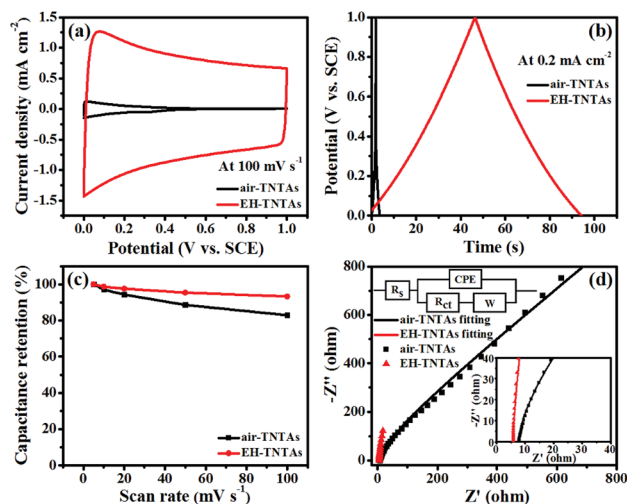 (a)
Current density (mA cm⁻²)
1.5
1.0
0.5
0.0
-0.5
-1.0
-1.5
At 100 mV s⁻¹
air-TNTAs
EH-TNTAs
0.0 0.2 0.4 0.6 0.8 1.0
Potential (V vs. SCE)
(b)
Potential (V vs. SCE)
1.0
0.8
0.6
0.4
0.2
0.0
At 0.2 mA cm⁻²
air-TNTAs
EH-TNTAs
0 20 40 60 80 100
Time (s)
(c)
Capacitance retention (%)
100
80
60
40
20
0
air-TNTAs
EH-TNTAs
0 20 40 60 80 100
Scan rate (mV s⁻¹)
(d)
-Z'' (ohm)
800
600
400
200
0
Rs
CPE
Rct
W
air-TNTAs fitting
EH-TNTAs fitting
air-TNTAs
EH-TNTAs
-Z'' (ohm)
40
30
20
10
0
0 10 20 30 40
Z' (ohm)
0 200 400 600 800
Z' (ohm)